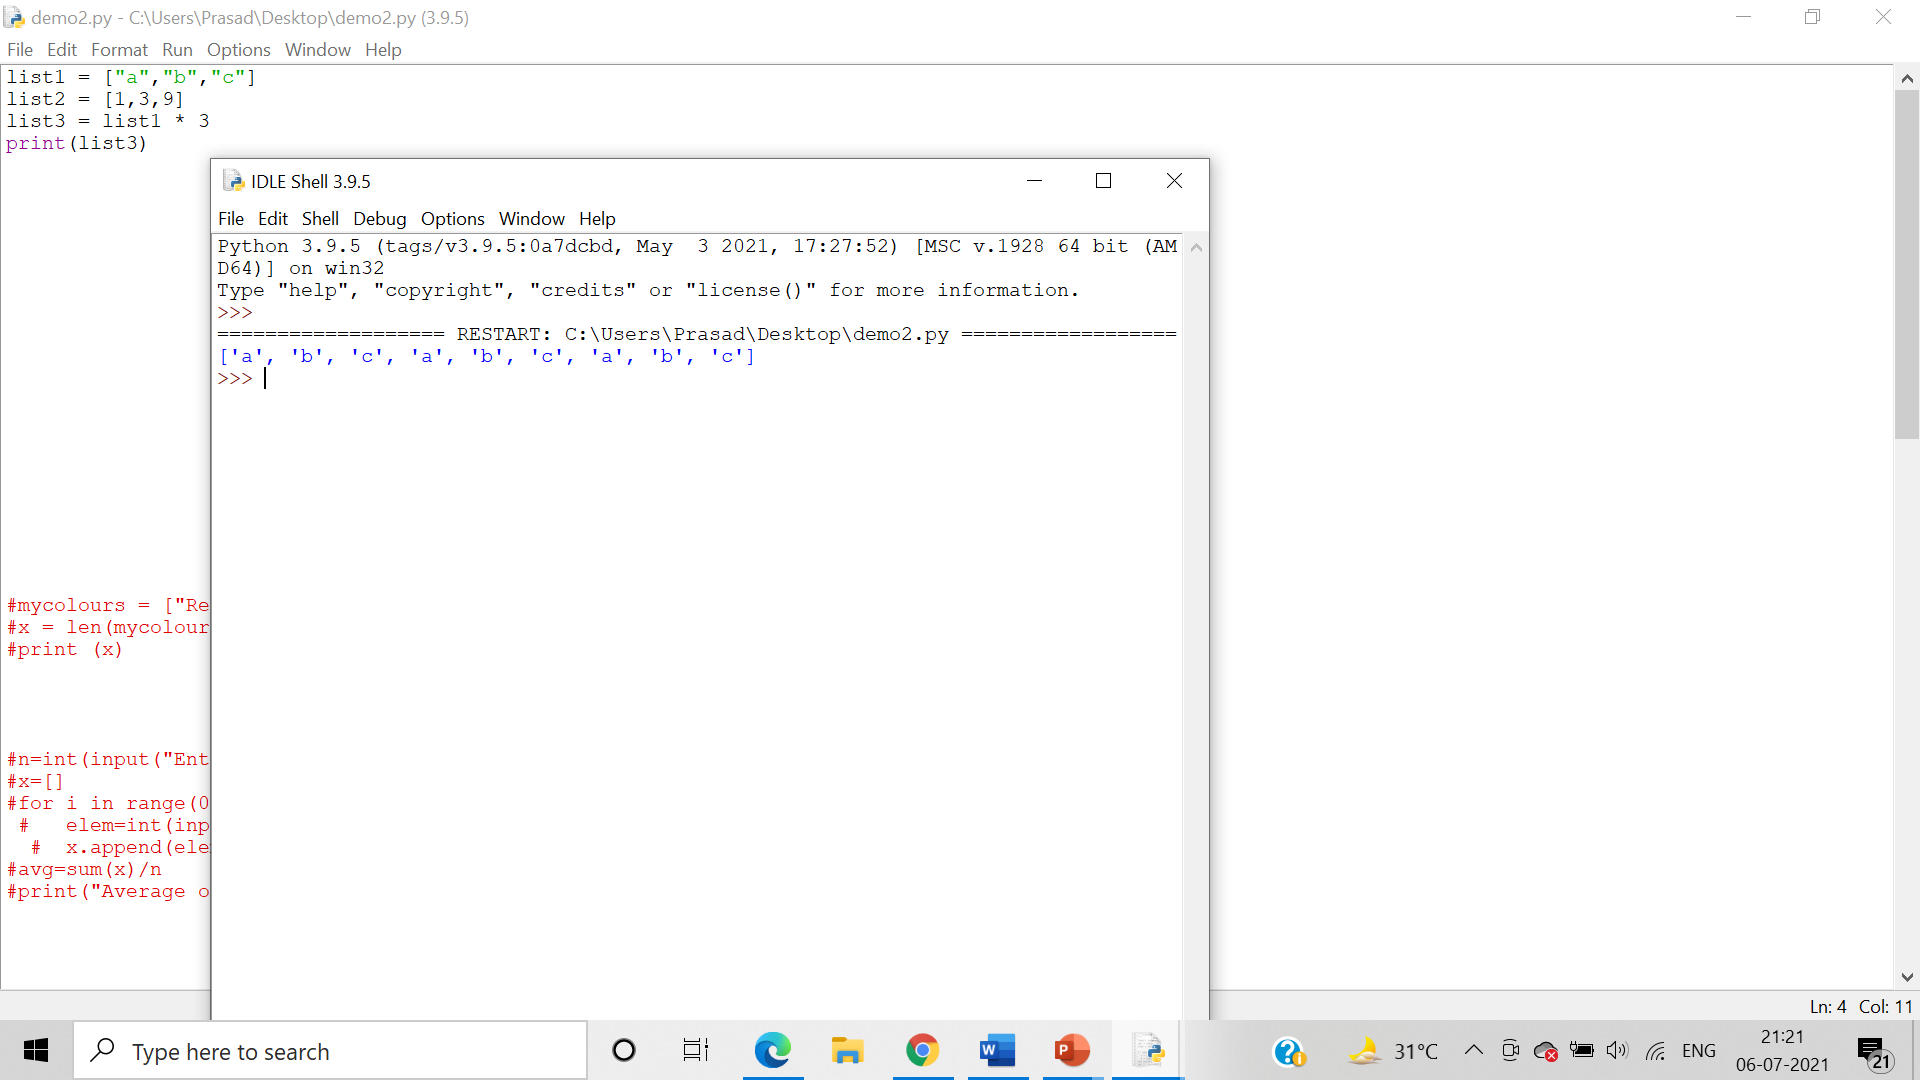 demo2.py - C:\Users\Prasad\Desktop\demo2.py (3.9.5)
File Edit Format Run Options Window Help
list1 = ["a","b","c"]
list2 = [1,3,9]
list3 = list1 * 3
print(list3)
IDLE Shell 3.9.5
File Edit Shell Debug Options Window Help
Python 3.9.5 (tags/v3.9.5:0a7dcbd, May  3 2021, 17:27:52) [MSC v.1928 64 bit (AM
D64)] on win32
Type "help", "copyright", "credits" or "license()" for more information.
>>>
=================== RESTART: C:\Users\Prasad\Desktop\demo2.py ==================
['a', 'b', 'c', 'a', 'b', 'c', 'a', 'b', 'c']
>>>
#mycolours = ["Re
#x = len(mycolour
#print (x)
#n=int(input("Ent
#x=[]
#for i in range(0
 #   elem=int(inp
  #  x.append(ele
#avg=sum(x)/n
#print("Average o
Ln: 4 Col: 11
Type here to search
31°C
ENG
21:21
06-07-2021
21